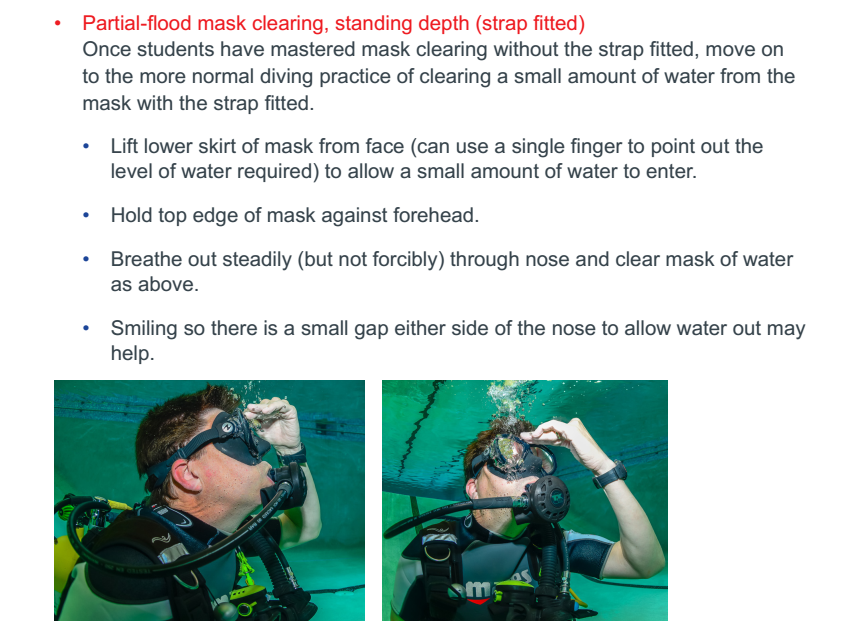 • Partial-flood mask clearing, standing depth (strap fitted)
Once students have mastered mask clearing without the strap fitted, move on
to the more normal diving practice of clearing a small amount of water from the
mask with the strap fitted.
• Lift lower skirt of mask from face (can use a single finger to point out the
level of water required) to allow a small amount of water to enter.
• Hold top edge of mask against forehead.
• Breathe out steadily (but not forcibly) through nose and clear mask of water
as above.
• Smiling so there is a small gap either side of the nose to allow water out may
help.